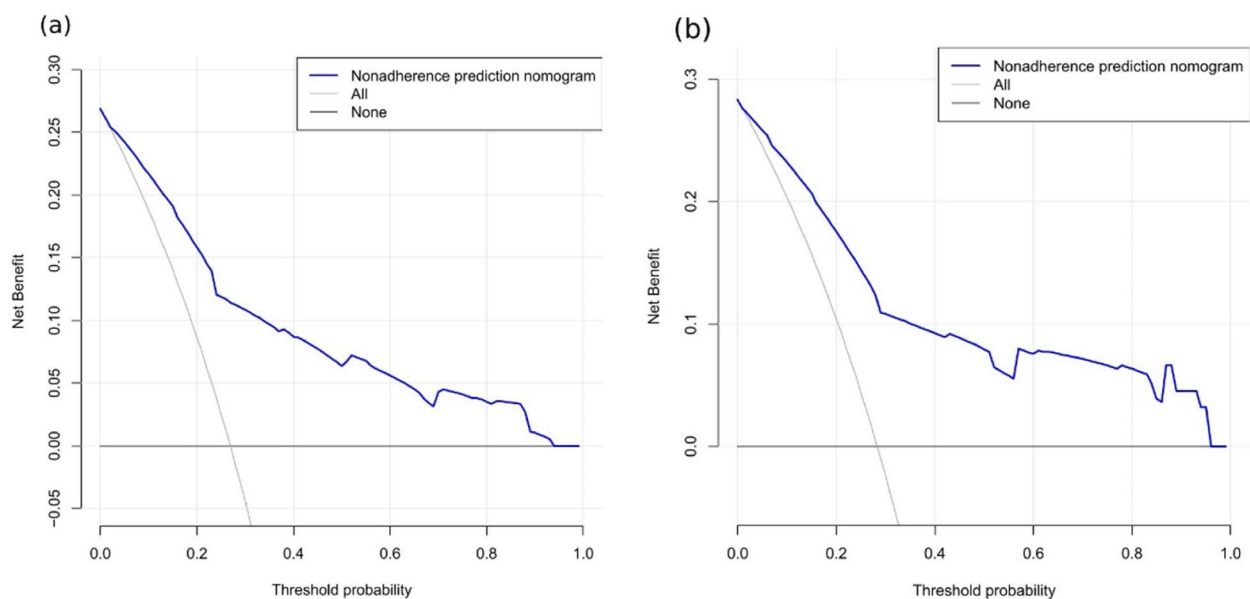 (a)
Nonadherence prediction nomogram
All
None
Net Benefit
0.30
0.25
0.20
0.15
0.10
0.05
0.00
−0.05
0.0 0.2 0.4 0.6 0.8 1.0
Threshold probability
(b)
Nonadherence prediction nomogram
All
None
Net Benefit
0.3
0.2
0.1
0.0
0.0 0.2 0.4 0.6 0.8 1.0
Threshold probability